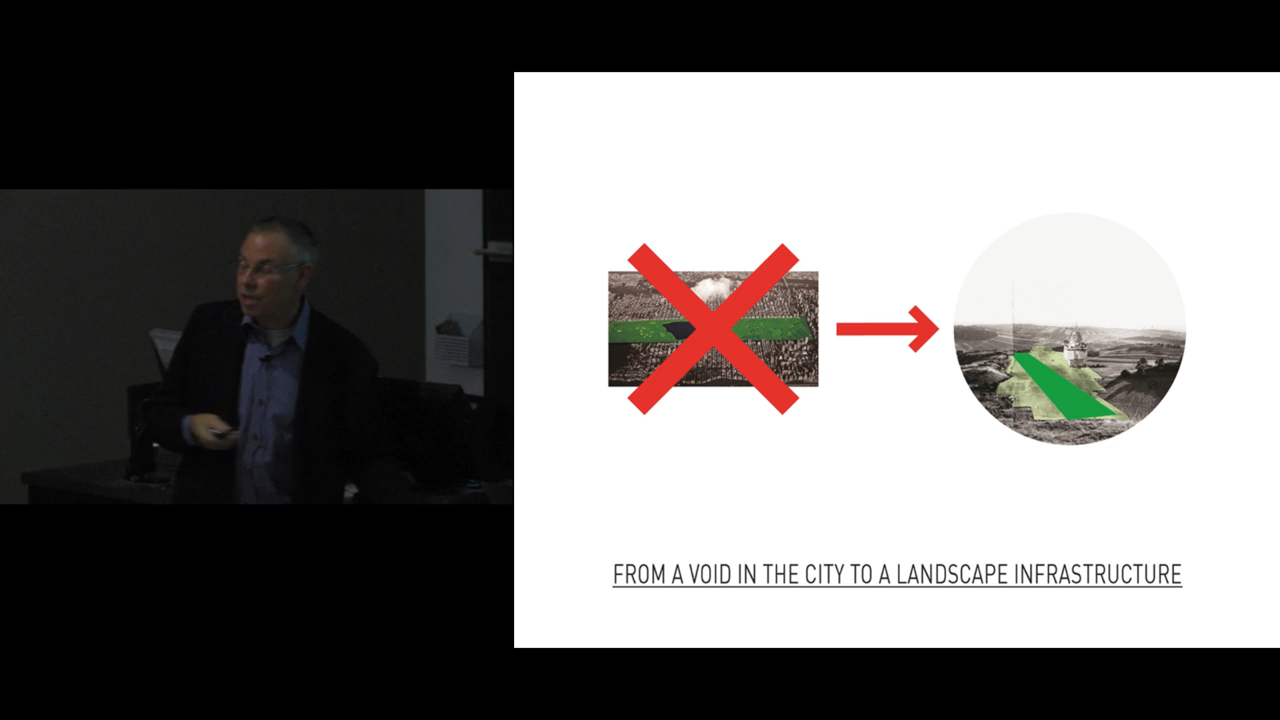 FROM A VOID IN THE CITY TO A LANDSCAPE INFRASTRUCTURE